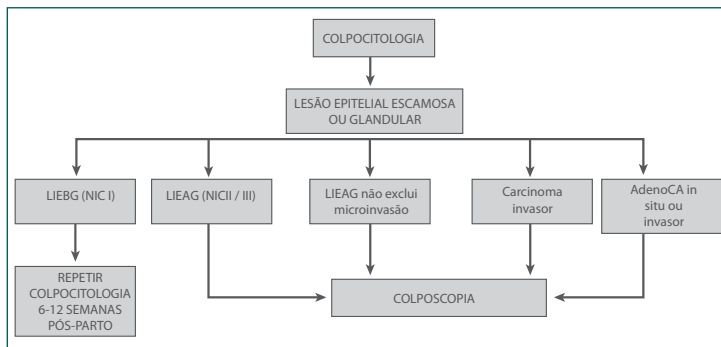 COLPOCITOLOGIA
LESÃO EPITELIAL ESCAMOSA
OU GLANDULAR
LIEBG (NIC I)
LIEAG (NICII / III)
LIEAG não exclui
microinvasão
Carcinoma
invasor
AdenoCA in
situ ou
invasor
REPETIR
COLPOCITOLOGIA
6-12 SEMANAS
PÓS-PARTO
COLPOSCOPIA